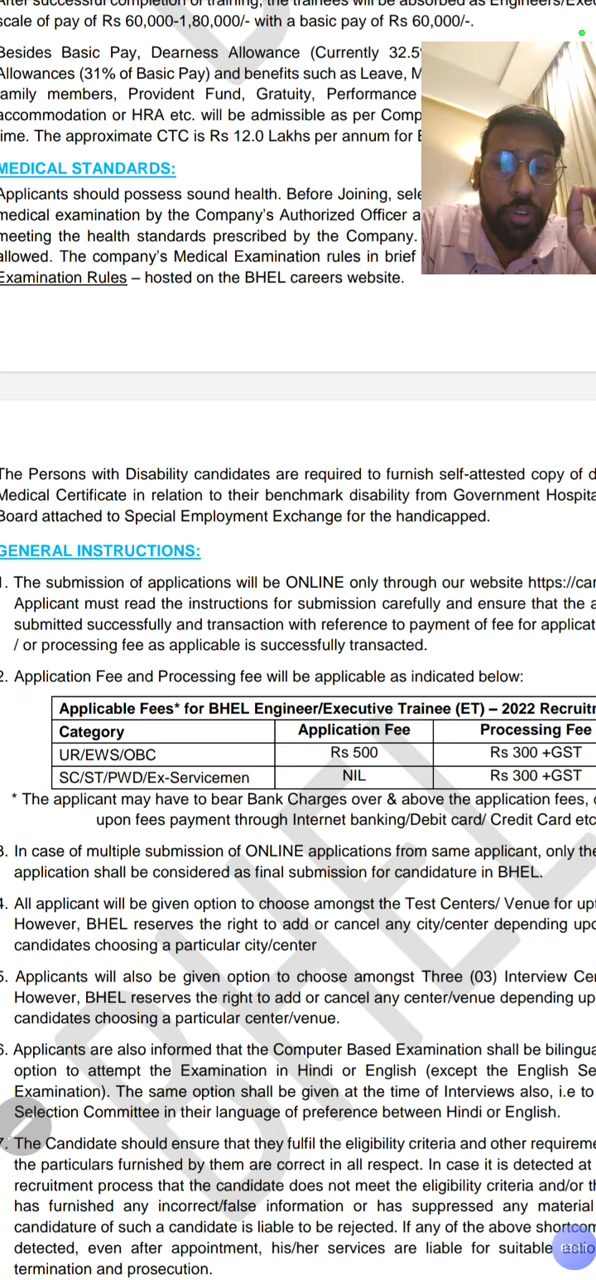 After successful completion of training, the trainees will be absorbed as Engineers/Exe
scale of pay of Rs 60,000-1,80,000/- with a basic pay of Rs 60,000/-.
Besides Basic Pay, Dearness Allowance (Currently 32.5
Allowances (31% of Basic Pay) and benefits such as Leave, M
amily members, Provident Fund, Gratuity, Performance
accommodation or HRA etc. will be admissible as per Comp
ime. The approximate CTC is Rs 12.0 Lakhs per annum for E
MEDICAL STANDARDS:
Applicants should possess sound health. Before Joining, sele
medical examination by the Company's Authorized Officer a
meeting the health standards prescribed by the Company.
allowed. The company's Medical Examination rules in brief
Examination Rules – hosted on the BHEL careers website.
The Persons with Disability candidates are required to furnish self-attested copy of d
Medical Certificate in relation to their benchmark disability from Government Hospita
Board attached to Special Employment Exchange for the handicapped.
GENERAL INSTRUCTIONS:
1. The submission of applications will be ONLINE only through our website https://car
Applicant must read the instructions for submission carefully and ensure that the a
submitted successfully and transaction with reference to payment of fee for applicat
/ or processing fee as applicable is successfully transacted.
2. Application Fee and Processing fee will be applicable as indicated below:
Applicable Fees* for BHEL Engineer/Executive Trainee (ET) – 2022 Recruitm
Category Application Fee Processing Fee
UR/EWS/OBC Rs 500 Rs 300 +GST
SC/ST/PWD/Ex-Servicemen NIL Rs 300 +GST
* The applicant may have to bear Bank Charges over & above the application fees,
upon fees payment through Internet banking/Debit card/ Credit Card etc
3. In case of multiple submission of ONLINE applications from same applicant, only the
application shall be considered as final submission for candidature in BHEL.
4. All applicant will be given option to choose amongst the Test Centers/ Venue for upt
However, BHEL reserves the right to add or cancel any city/center depending upo
candidates choosing a particular city/center
5. Applicants will also be given option to choose amongst Three (03) Interview Cen
However, BHEL reserves the right to add or cancel any center/venue depending up
candidates choosing a particular center/venue.
6. Applicants are also informed that the Computer Based Examination shall be bilingua
option to attempt the Examination in Hindi or English (except the English Se
Examination). The same option shall be given at the time of Interviews also, i.e to
Selection Committee in their language of preference between Hindi or English.
7. The Candidate should ensure that they fulfil the eligibility criteria and other requireme
the particulars furnished by them are correct in all respect. In case it is detected at
recruitment process that the candidate does not meet the eligibility criteria and/or th
has furnished any incorrect/false information or has suppressed any material
candidature of such a candidate is liable to be rejected. If any of the above shortcom
detected, even after appointment, his/her services are liable for suitable
termination and prosecution.
BHEL